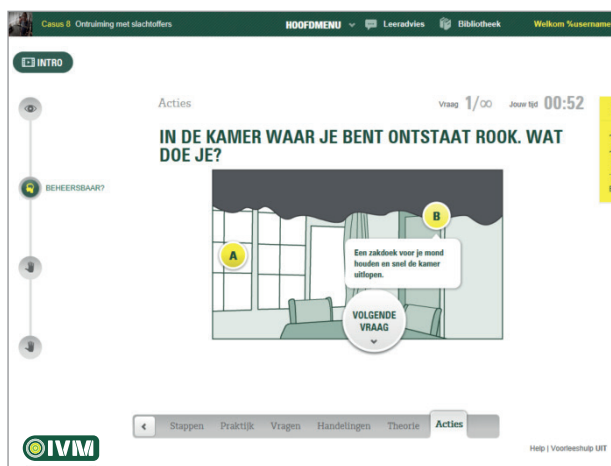 Casus 8 Ontruiming met slachtoffers HOOFDMENU Leeradvies Bibliotheek Welkom %username
INTRO
Acties Vraag 1/∞ Jouw tijd 00:52
IN DE KAMER WAAR JE BENT ONTSTAAT ROOK. WAT
DOE JE?
BEHEERSBAAR?
A
B
Een zakdoek voor je mond
houden en snel de kamer
uitlopen.
VOLGENDE
VRAAG
Stappen Praktijk Vragen Handelingen Theorie Acties
IVM
Help | Voorleeshulp UIT